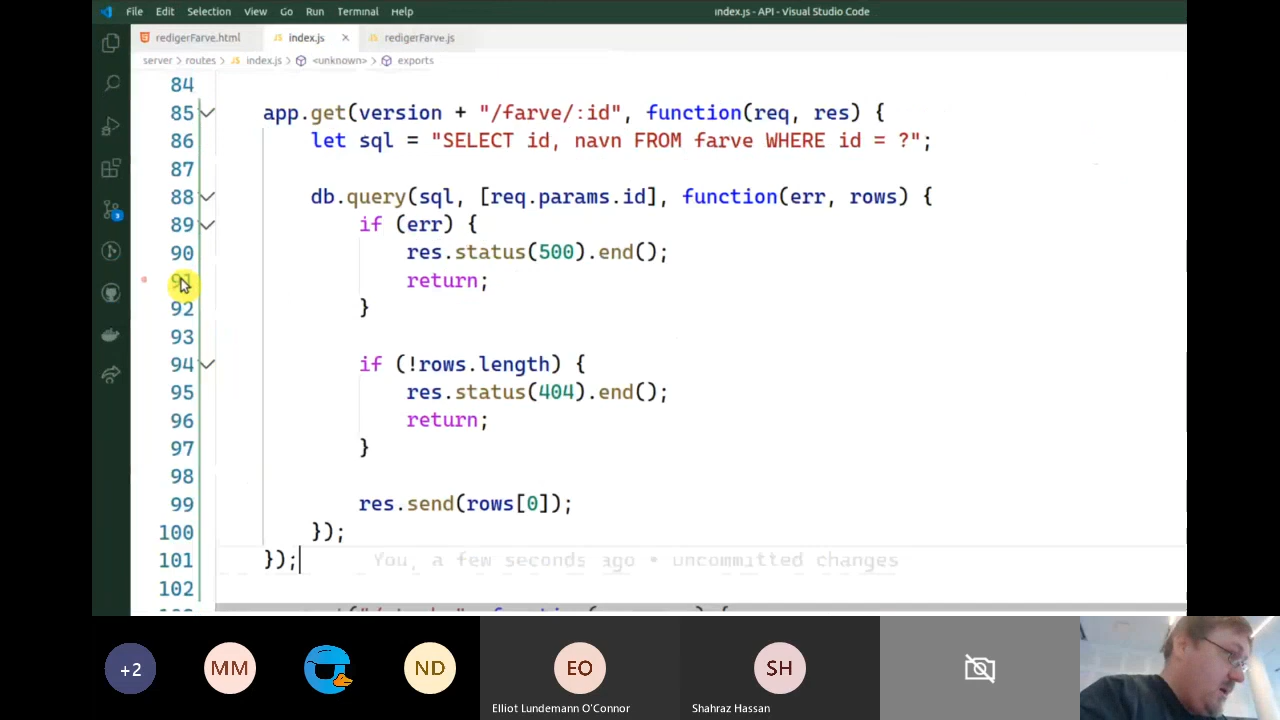 File Edit Selection View Go Run Terminal Help index.js - API - Visual Studio Code
redigerFarve.html index.js redigerFarve.js
server routes index.js <unknown> exports
84
85 app.get(version + "/farve/:id", function(req, res) {
86 let sql = "SELECT id, navn FROM farve WHERE id = ?";
87
88 db.query(sql, [req.params.id], function(err, rows) {
89 if (err) {
90 res.status(500).end();
91 return;
92 }
93
94 if (!rows.length) {
95 res.status(404).end();
96 return;
97 }
98
99 res.send(rows[0]);
100 });
101 }); You, a few seconds ago • uncommitted changes
102
+2 MM ND EO SH
Elliot Lundemann O'Connor Shahraz Hassan